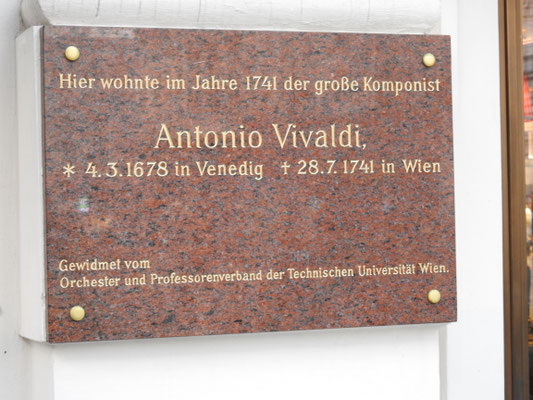 Hier wohnte im Jahre 1741 der große Komponist
Antonio Vivaldi,
* 4.3.1678 in Venedig † 28.7.1741 in Wien
Gewidmet vom
Orchester und Professorenverband der Technischen Universität Wien.